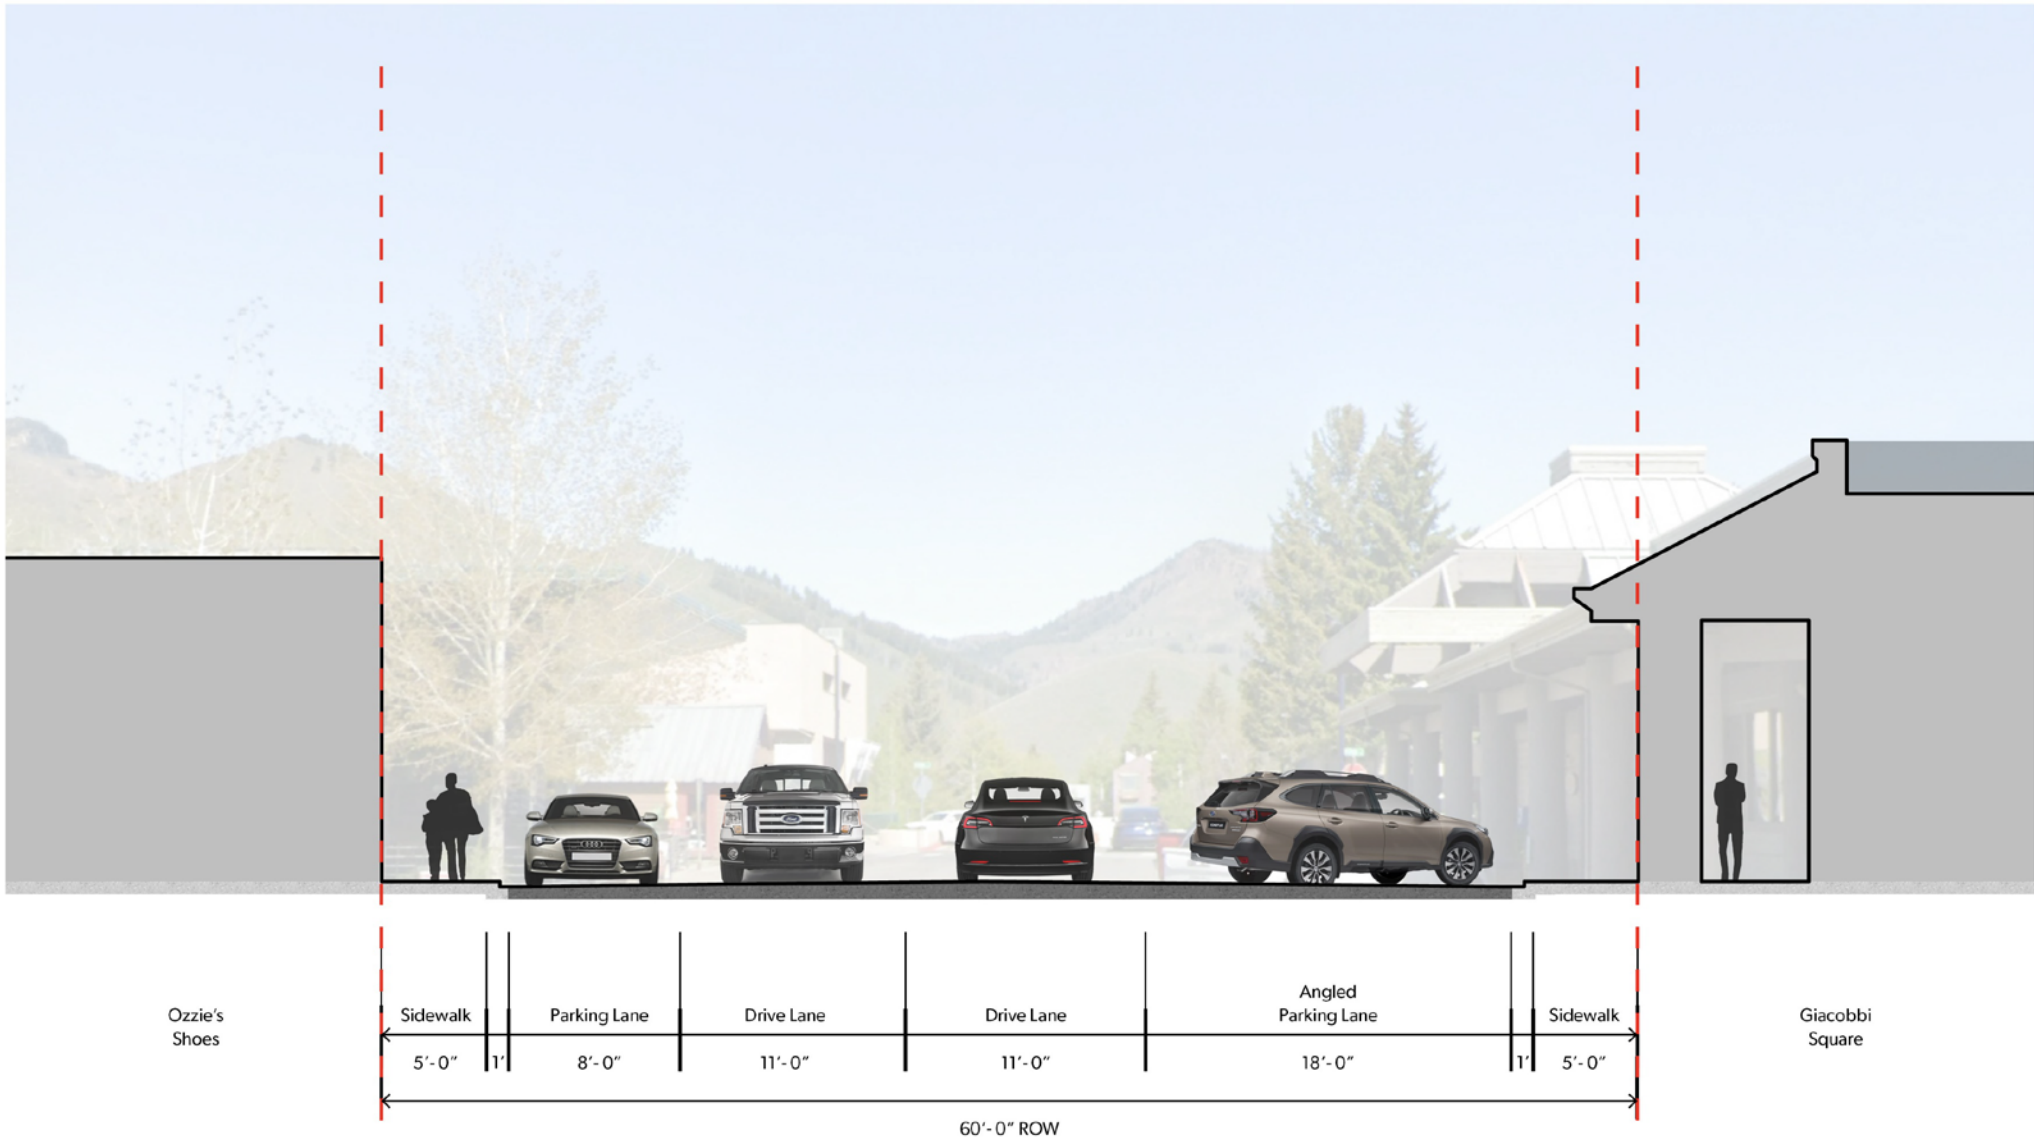 Ozzie's
Shoes
Sidewalk
Parking Lane
Drive Lane
Drive Lane
Angled
Parking Lane
Sidewalk
Giacobbi
Square
5'-0"
1'
8'-0"
11'-0"
11'-0"
18'-0"
1'
5'-0"
60'-0" ROW